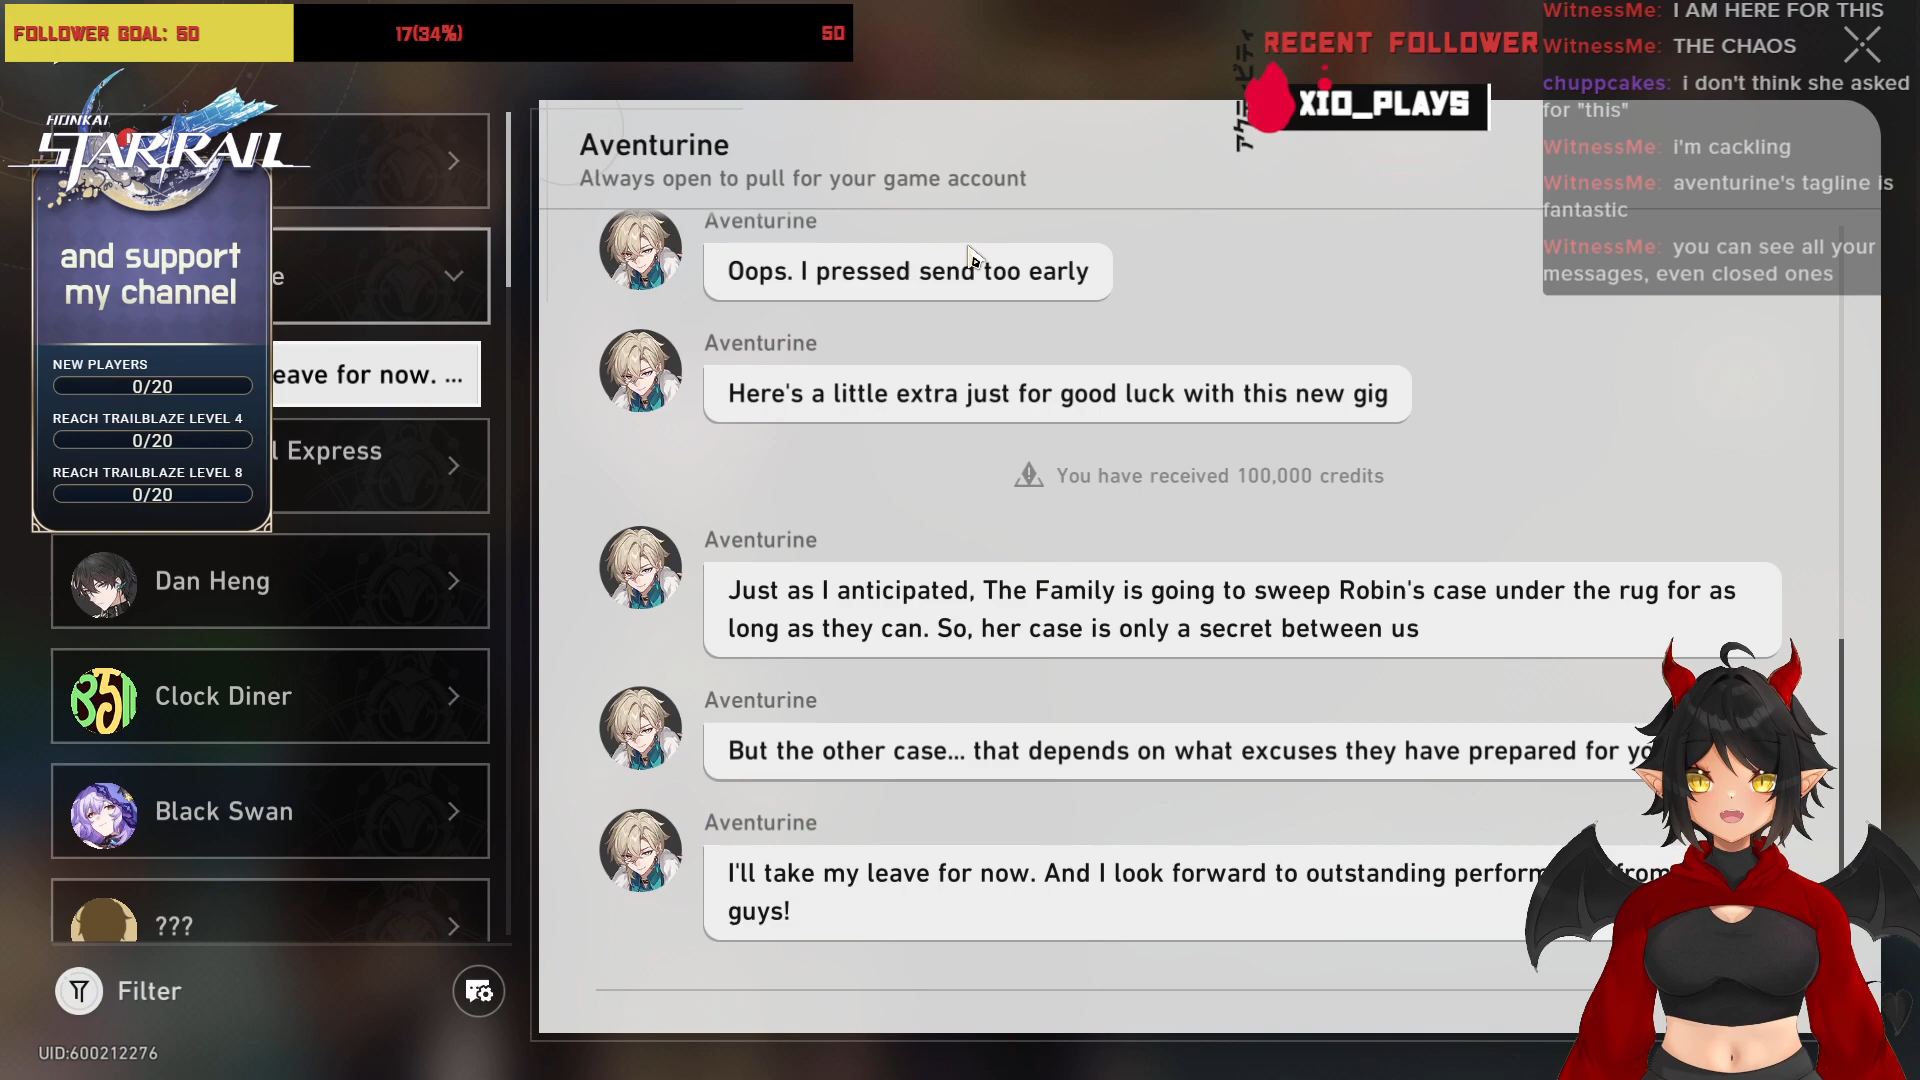 FOLLOWER GOAL: 50
17(34%)
50
HONKAI
STAR RAIL
and support
my channel
NEW PLAYERS
0/20
REACH TRAILBLAZE LEVEL 4
0/20
REACH TRAILBLAZE LEVEL 8
0/20
e
eave for now. ...
l Express
Dan Heng
Clock Diner
Black Swan
???
Filter
UID:600212276
Aventurine
Always open to pull for your game account
Aventurine
Oops. I pressed send too early
Aventurine
Here's a little extra just for good luck with this new gig
You have received 100,000 credits
Aventurine
Just as I anticipated, The Family is going to sweep Robin's case under the rug for as
long as they can. So, her case is only a secret between us
Aventurine
But the other case... that depends on what excuses they have prepared for yo
Aventurine
I'll take my leave for now. And I look forward to outstanding perform from
guys!
RECENT FOLLOWER
XIO_PLAYS
WitnessMe: I AM HERE FOR THIS
WitnessMe: THE CHAOS
chuppcakes: i don't think she asked
for "this"
WitnessMe: i'm cackling
WitnessMe: aventurine's tagline is
fantastic
WitnessMe: you can see all your
messages, even closed ones